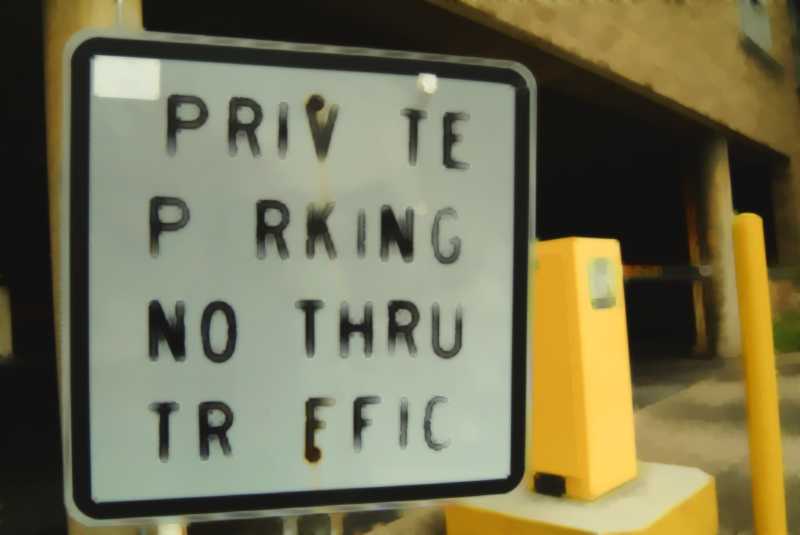 PRIV TE
P RKING
NO THRU
TR EFIC